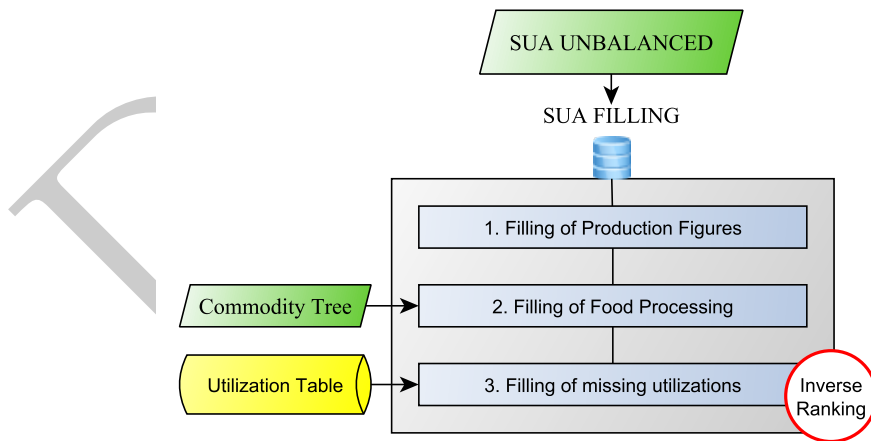 SUA UNBALANCED
SUA FILLING
1. Filling of Production Figures
Commodity Tree
2. Filling of Food Processing
Utilization Table
3. Filling of missing utilizations
Inverse
Ranking